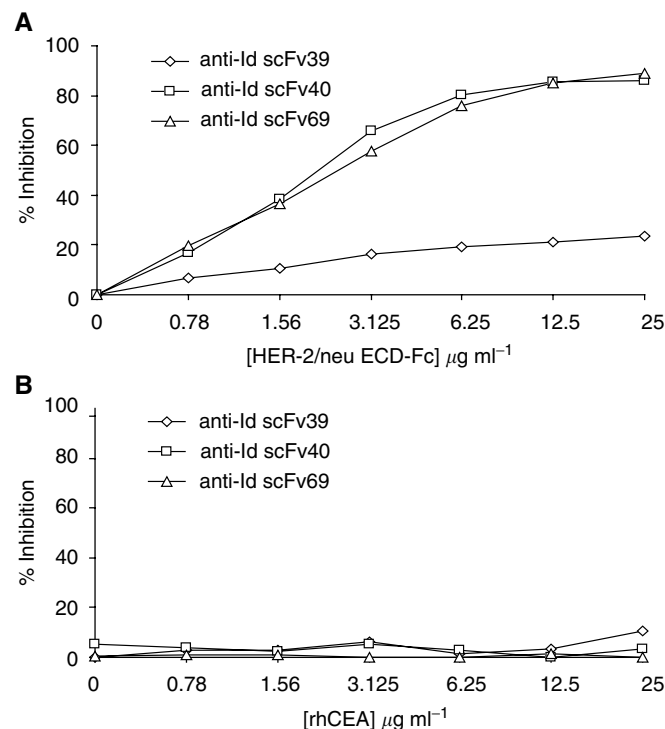 A
100
80
60
40
20
0
% Inhibition
anti-Id scFv39
anti-Id scFv40
anti-Id scFv69
0 0.78 1.56 3.125 6.25 12.5 25
[HER-2/neu ECD-Fc] μg ml⁻¹
B
100
80
60
40
20
0
% Inhibition
anti-Id scFv39
anti-Id scFv40
anti-Id scFv69
0 0.78 1.56 3.125 6.25 12.5 25
[rhCEA] μg ml⁻¹